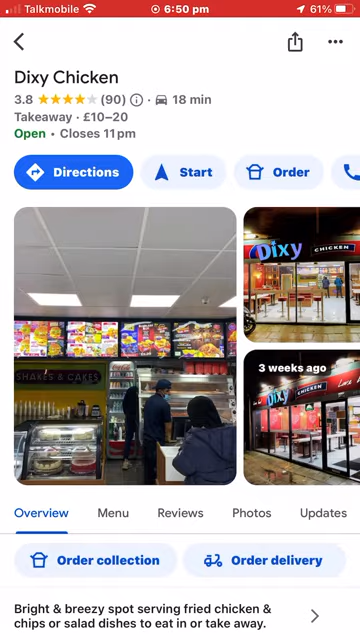 Talkmobile 6:50 pm 61%
Dixy Chicken
3.8 (90) · 18 min
Takeaway · £10–20
Open · Closes 11 pm
Directions Start Order
Dixy CHICKEN
SHAKES & CAKES
3 weeks ago
Dixy CHICKEN
Overview Menu Reviews Photos Updates
Order collection Order delivery
Bright & breezy spot serving fried chicken &
chips or salad dishes to eat in or take away.